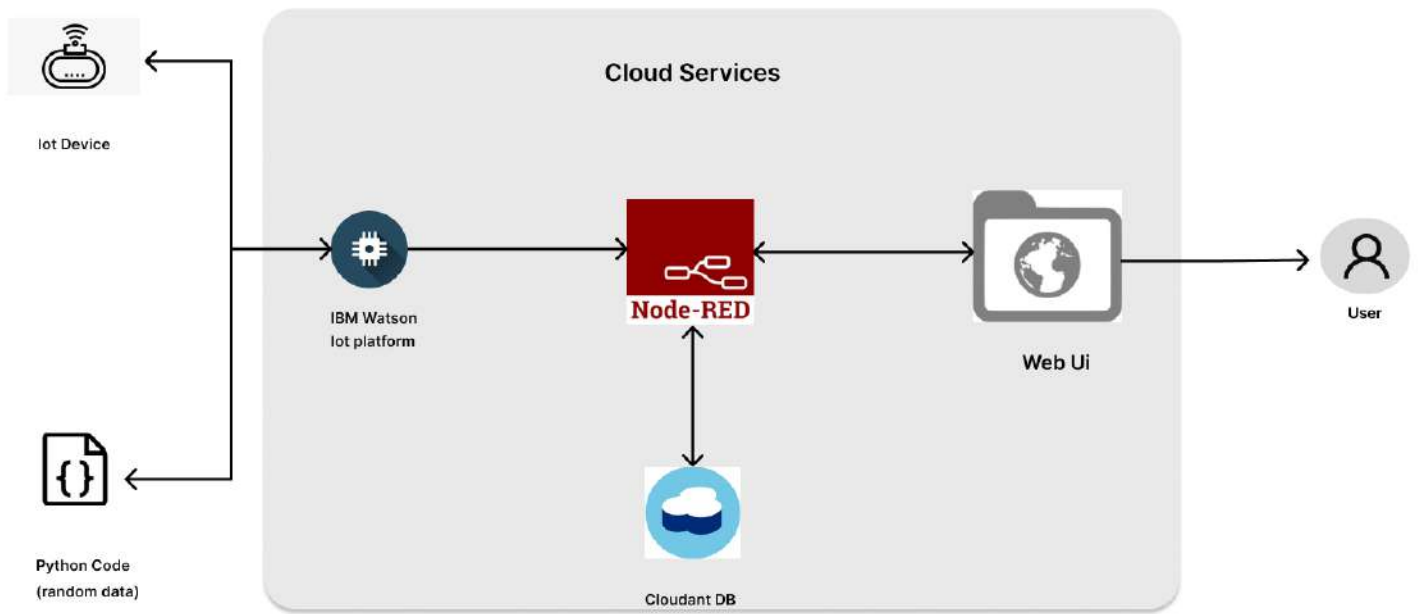 Cloud Services
Iot Device
IBM Watson
Iot platform
Node-RED
Web Ui
User
{}
Python Code
(random data)
Cloudant DB